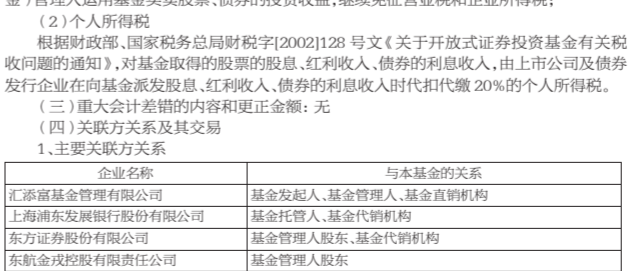 金)管理人运用基金买卖股票、债券的投资收益,继续免征营业税和企业所得税;
(2)个人所得税
根据财政部、国家税务总局财税字[2002]128号文《关于开放式证券投资基金有关税
收问题的通知》,对基金取得的股票的股息、红利收入、债券的利息收入,由上市公司及债券
发行企业在向基金派发股息、红利收入、债券的利息收入时代扣代缴20%的个人所得税。
(三)重大会计差错的内容和更正金额:无
(四)关联方关系及其交易
1、主要关联方关系
企业名称 与本基金的关系
汇添富基金管理有限公司 基金发起人、基金管理人、基金直销机构
上海浦东发展银行股份有限公司 基金托管人、基金代销机构
东方证券股份有限公司 基金管理人股东、基金代销机构
东航金戎控股有限责任公司 基金管理人股东